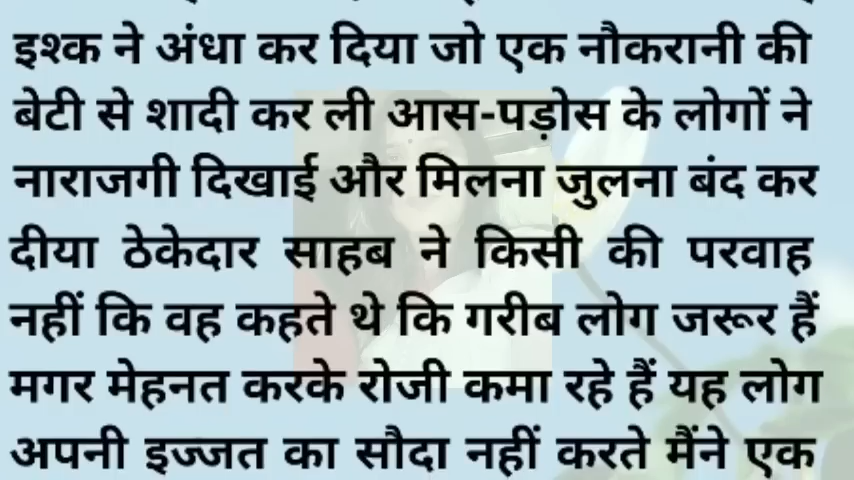 इश्क ने अंधा कर दिया जो एक नौकरानी की
बेटी से शादी कर ली आस-पड़ोस के लोगों ने
नाराजगी दिखाई और मिलना जुलना बंद कर
दीया ठेकेदार साहब ने किसी की परवाह
नहीं कि वह कहते थे कि गरीब लोग जरूर हैं
मगर मेहनत करके रोजी कमा रहे हैं यह लोग
अपनी इज्जत का सौदा नहीं करते मैंने एक